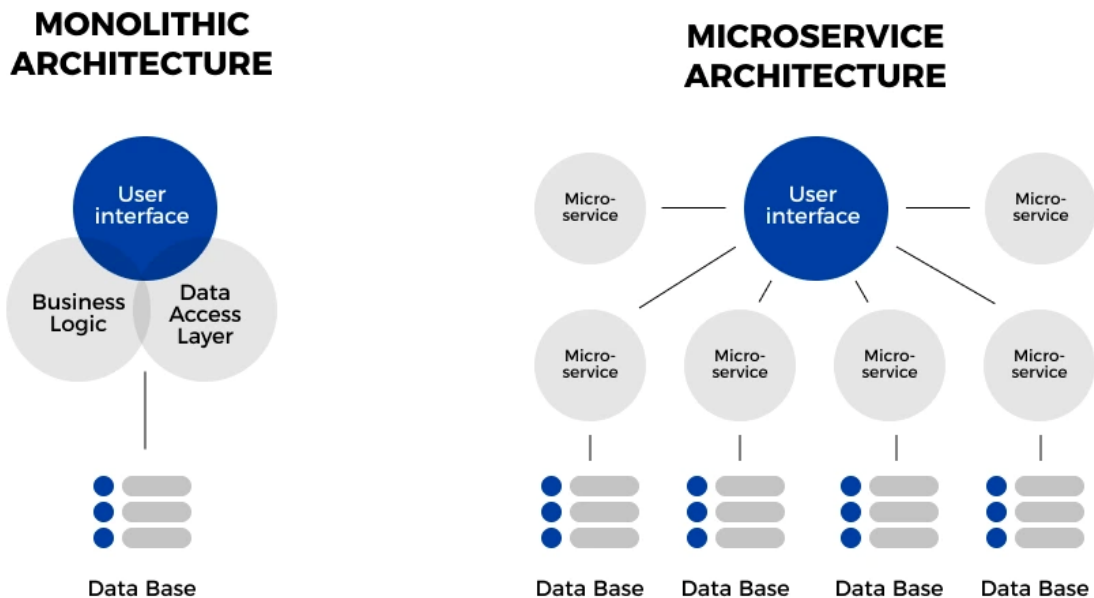 MONOLITHIC
ARCHITECTURE
User
interface
Business
Logic
Data
Access
Layer
Data Base
MICROSERVICE
ARCHITECTURE
Micro-
service
User
interface
Micro-
service
Micro-
service
Micro-
service
Micro-
service
Micro-
service
Data Base
Data Base
Data Base
Data Base